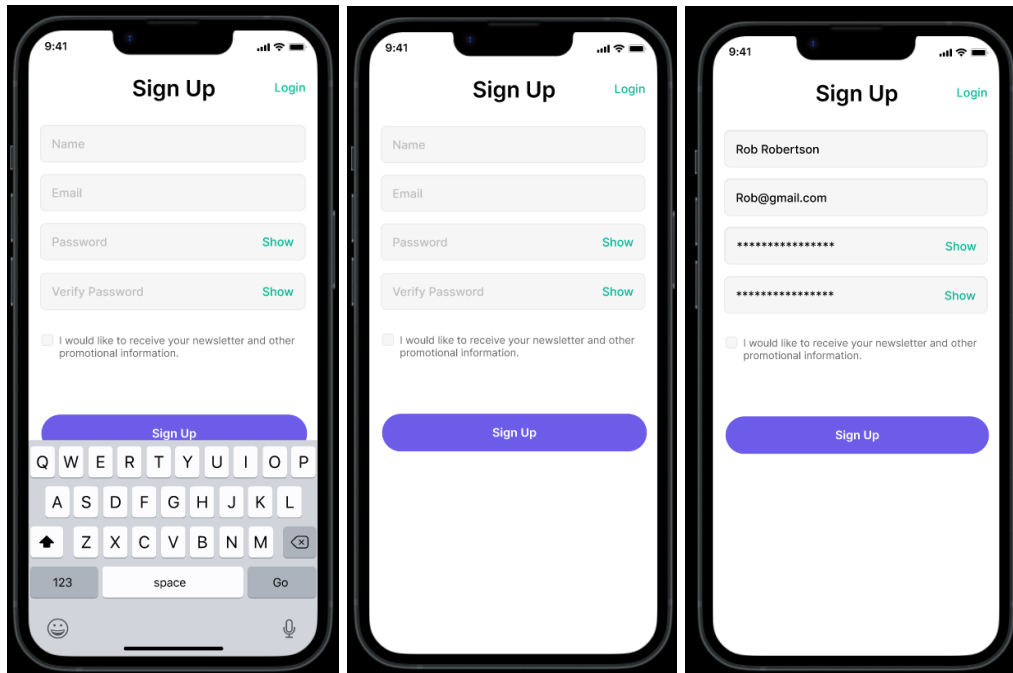 9:41
Sign Up
Login
Name
Email
Password
Show
Verify Password
Show
I would like to receive your newsletter and other
promotional information.
Sign Up
Q W E R T Y U I O P
A S D F G H J K L
Z X C V B N M
123
space
Go
9:41
Sign Up
Login
Name
Email
Password
Show
Verify Password
Show
I would like to receive your newsletter and other
promotional information.
Sign Up
9:41
Sign Up
Login
Rob Robertson
Rob@gmail.com
****************
Show
****************
Show
I would like to receive your newsletter and other
promotional information.
Sign Up